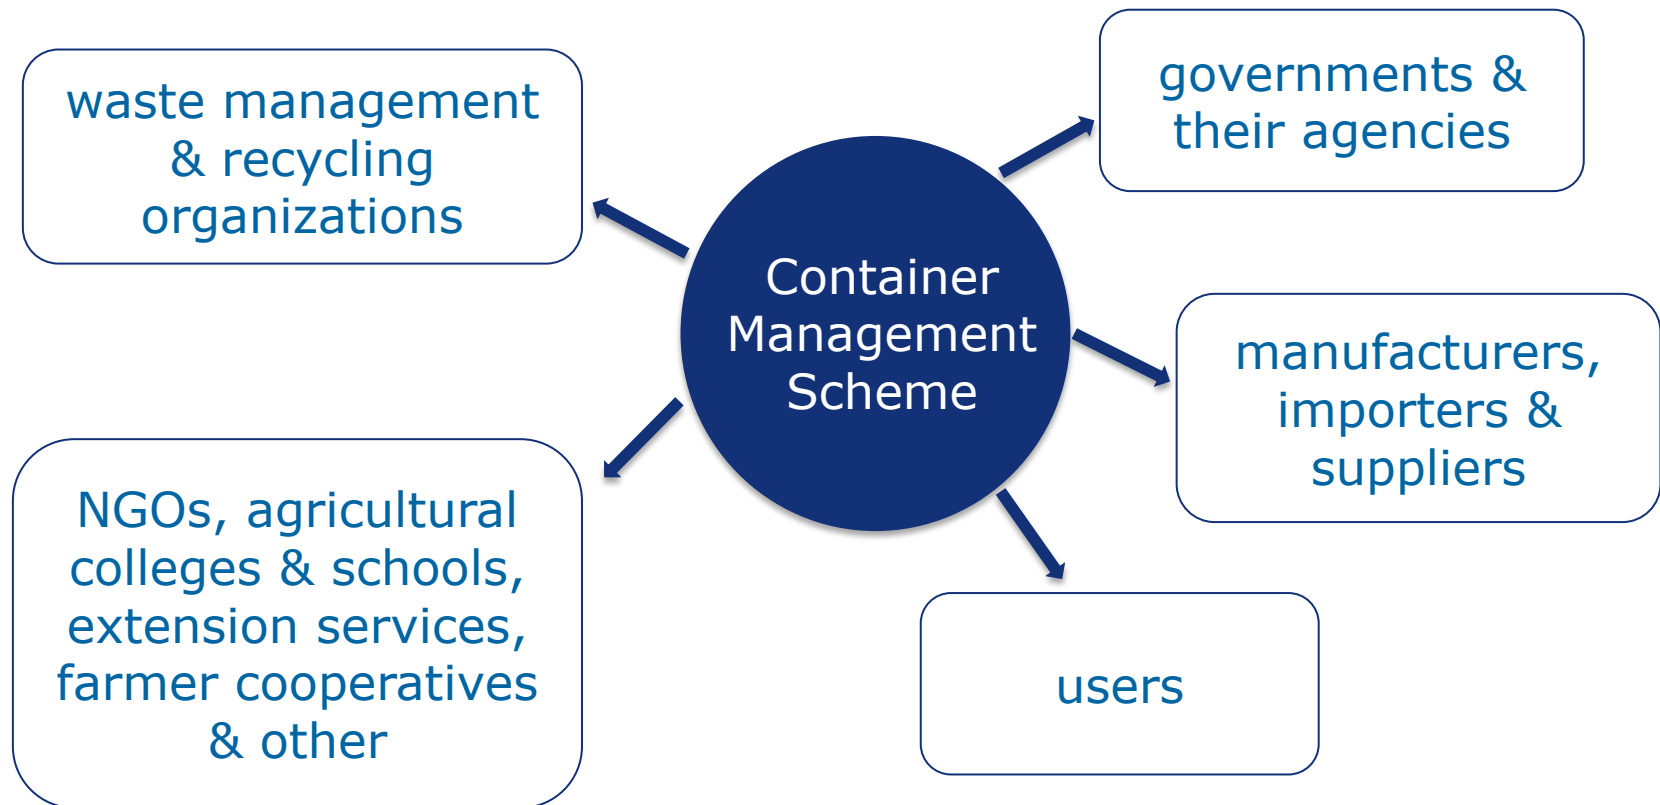 waste management
& recycling
organizations
governments &
their agencies
Container
Management
Scheme
manufacturers,
importers &
suppliers
NGOs, agricultural
colleges & schools,
extension services,
farmer cooperatives
& other
users